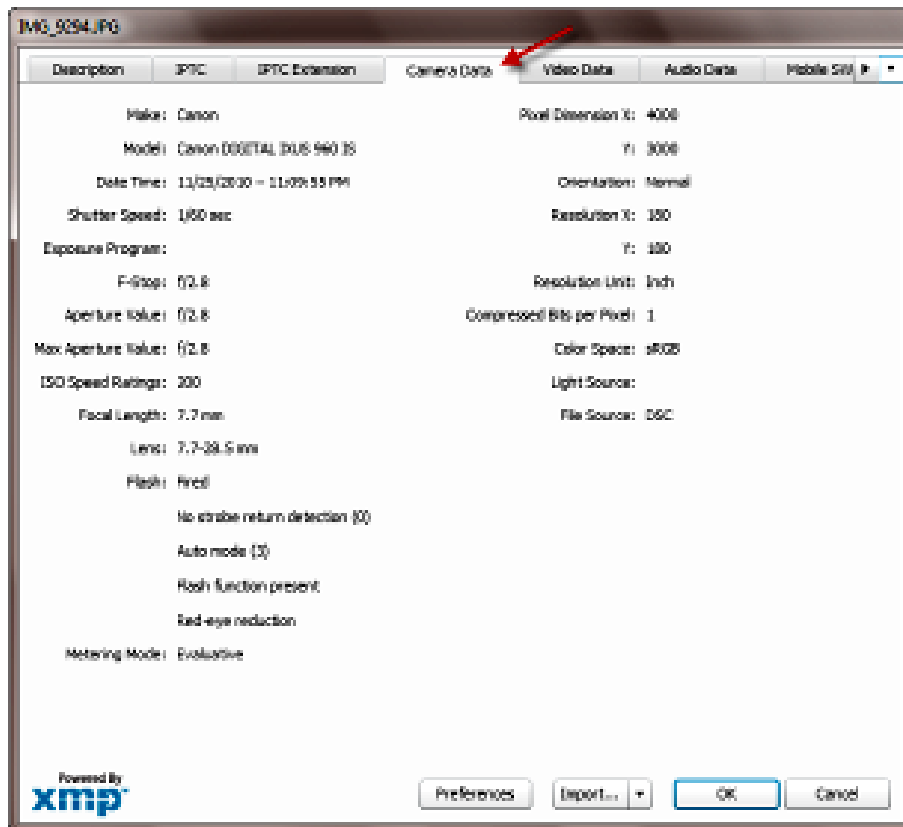 IMG_9294.JPG
Description IPTC IPTC Extension Camera Data Video Data Audio Data Mobile SW
Make: Canon
Model: Canon DIGITAL IXUS 960 IS
Date Time: 11/25/2010 - 11:09:55 PM
Shutter Speed: 1/60 sec
Exposure Program:
F-Stop: f/2.8
Aperture Value: f/2.8
Max Aperture Value: f/2.8
ISO Speed Ratings: 200
Focal Length: 7.7 mm
Lens: 7.7-28.5 mm
Flash: Fired
No strobe return detection (0)
Auto mode (3)
Flash function present
Red-eye reduction
Metering Mode: Evaluative
Pixel Dimension X: 4000
Y: 3000
Orientation: Normal
Resolution X: 180
Y: 180
Resolution Unit: Inch
Compressed Bits per Pixel: 1
Color Space: sRGB
Light Source:
File Source: DSC
Powered By
xmp
Preferences Import... OK Cancel